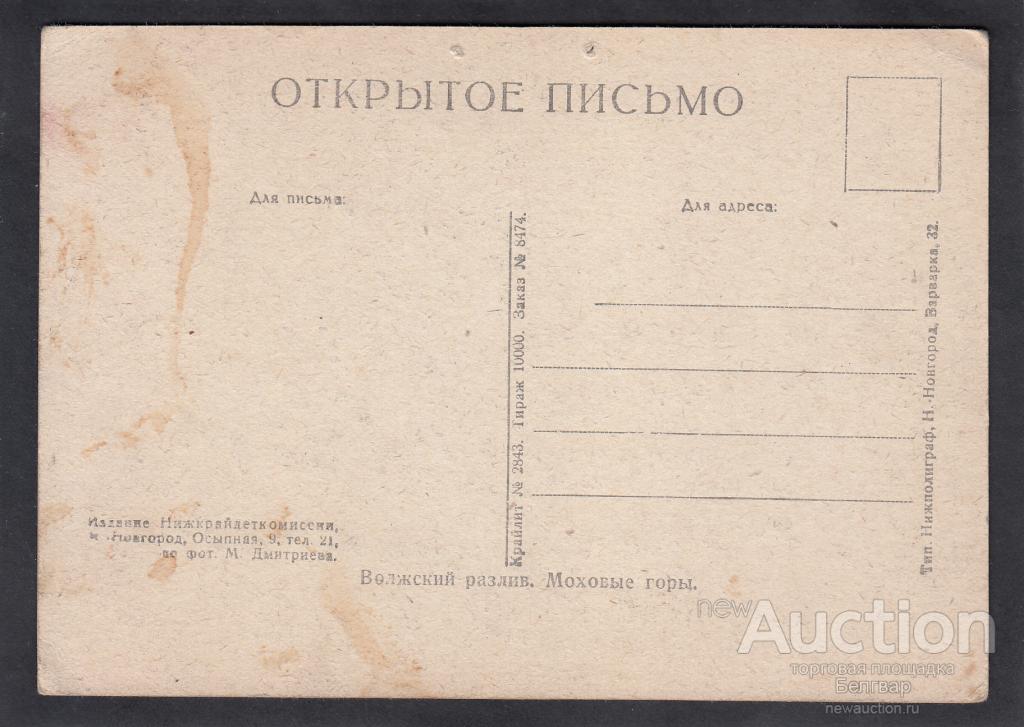 ОТКРЫТОЕ ПИСЬМО
Для письма:
Для адреса:
Крайлит № 2843. Тираж 10000. Заказ № 8474.
Тип. Нижполиграф, Н.-Новгород, Варварка, 32.
Издание Нижкрайдеткомиссии,
Н. Новгород, Осыпная, 9, тел. 21,
по фот. М. Дмитриева.
Волжский разлив. Моховые горы.
newAuction
торговая площадка
Белгвар
newauction.ru